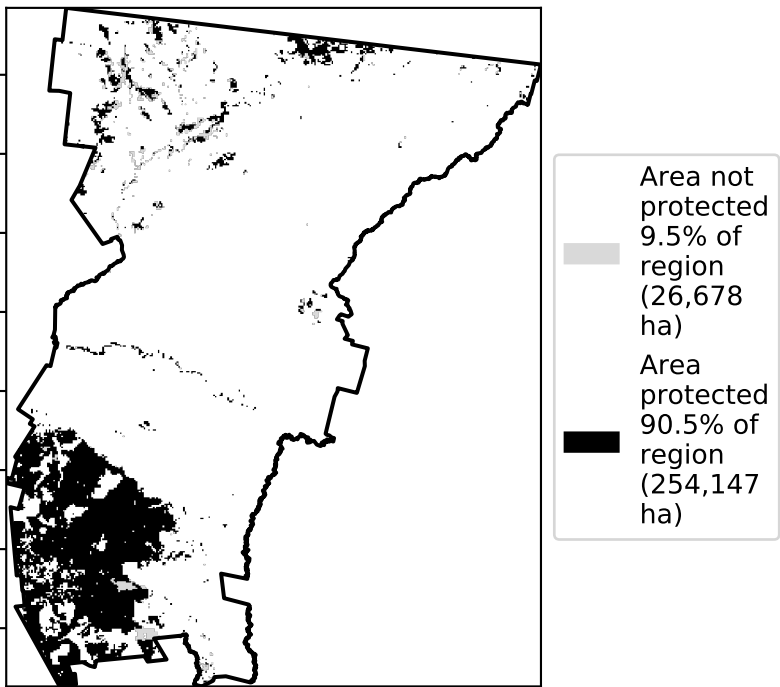 Area not
protected
9.5% of
region
(26,678
ha)
Area
protected
90.5% of
region
(254,147
ha)